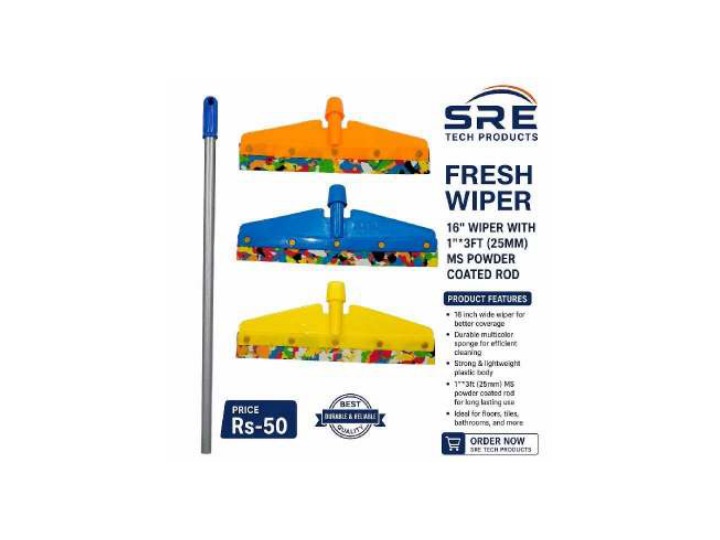 SRE
TECH PRODUCTS
FRESH
WIPER
16" WIPER WITH
1"*3FT (25MM)
MS POWDER
COATED ROD
PRODUCT FEATURES
• 16 inch wide wiper for
better coverage
• Durable multicolor
sponge for efficient
cleaning
• Strong & lightweight
plastic body
• 1"*3ft (25mm) MS
powder coated rod
for long lasting use
• Ideal for floors, tiles,
bathrooms, and more
PRICE
Rs-50
BEST
DURABLE & RELIABLE
QUALITY
ORDER NOW
SRE TECH PRODUCTS